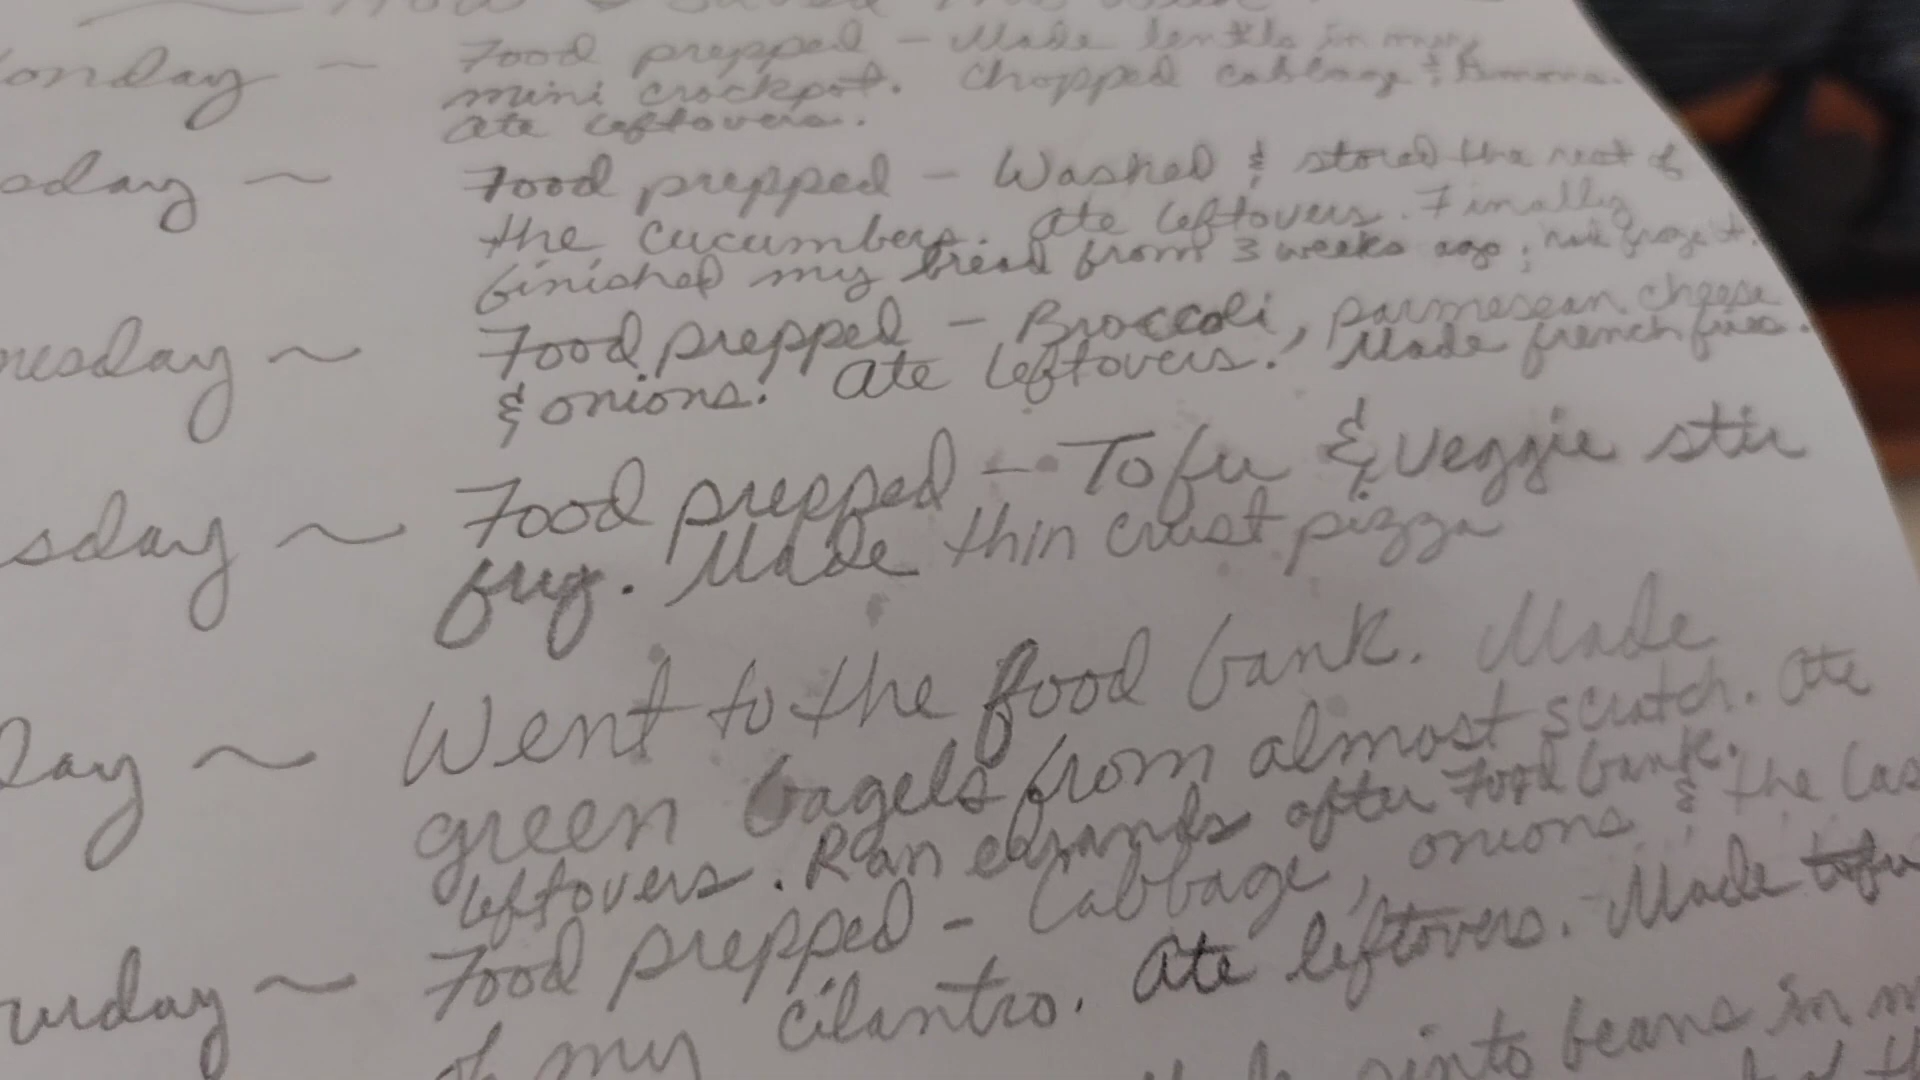 onday ~ Food prepped - Made lentils in my
mini crockpot. Chopped cabbage &
ate leftovers.
sday ~ Food prepped - Washed & stored the rest of
the cucumbers. Ate leftovers. Finally
finished my bread from 3 weeks ago;
nesday ~ Food prepped - Broccoli, parmesean cheese
& onions. Ate leftovers. Made french fries.
sday ~ Food prepped - Tofu & veggie stir
fry. Made thin crust pizza
day ~ Went to the food bank. Made
green bagels from almost scratch. Ate
leftovers. Ran errands after food bank.
urday ~ Food prepped - Cabbage, onions & the las
of my cilantro. Ate leftovers. Made tofu
pinto beans in m